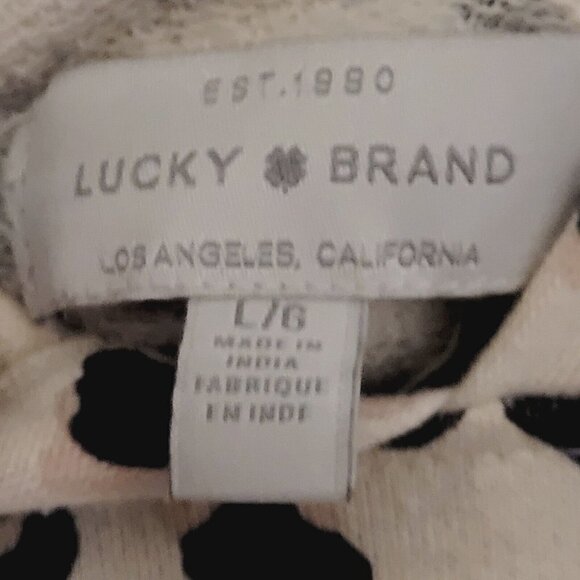 EST.1990
LUCKY BRAND
LOS ANGELES, CALIFORNIA
L/G
MADE IN
INDIA
FABRIQUE
EN INDE